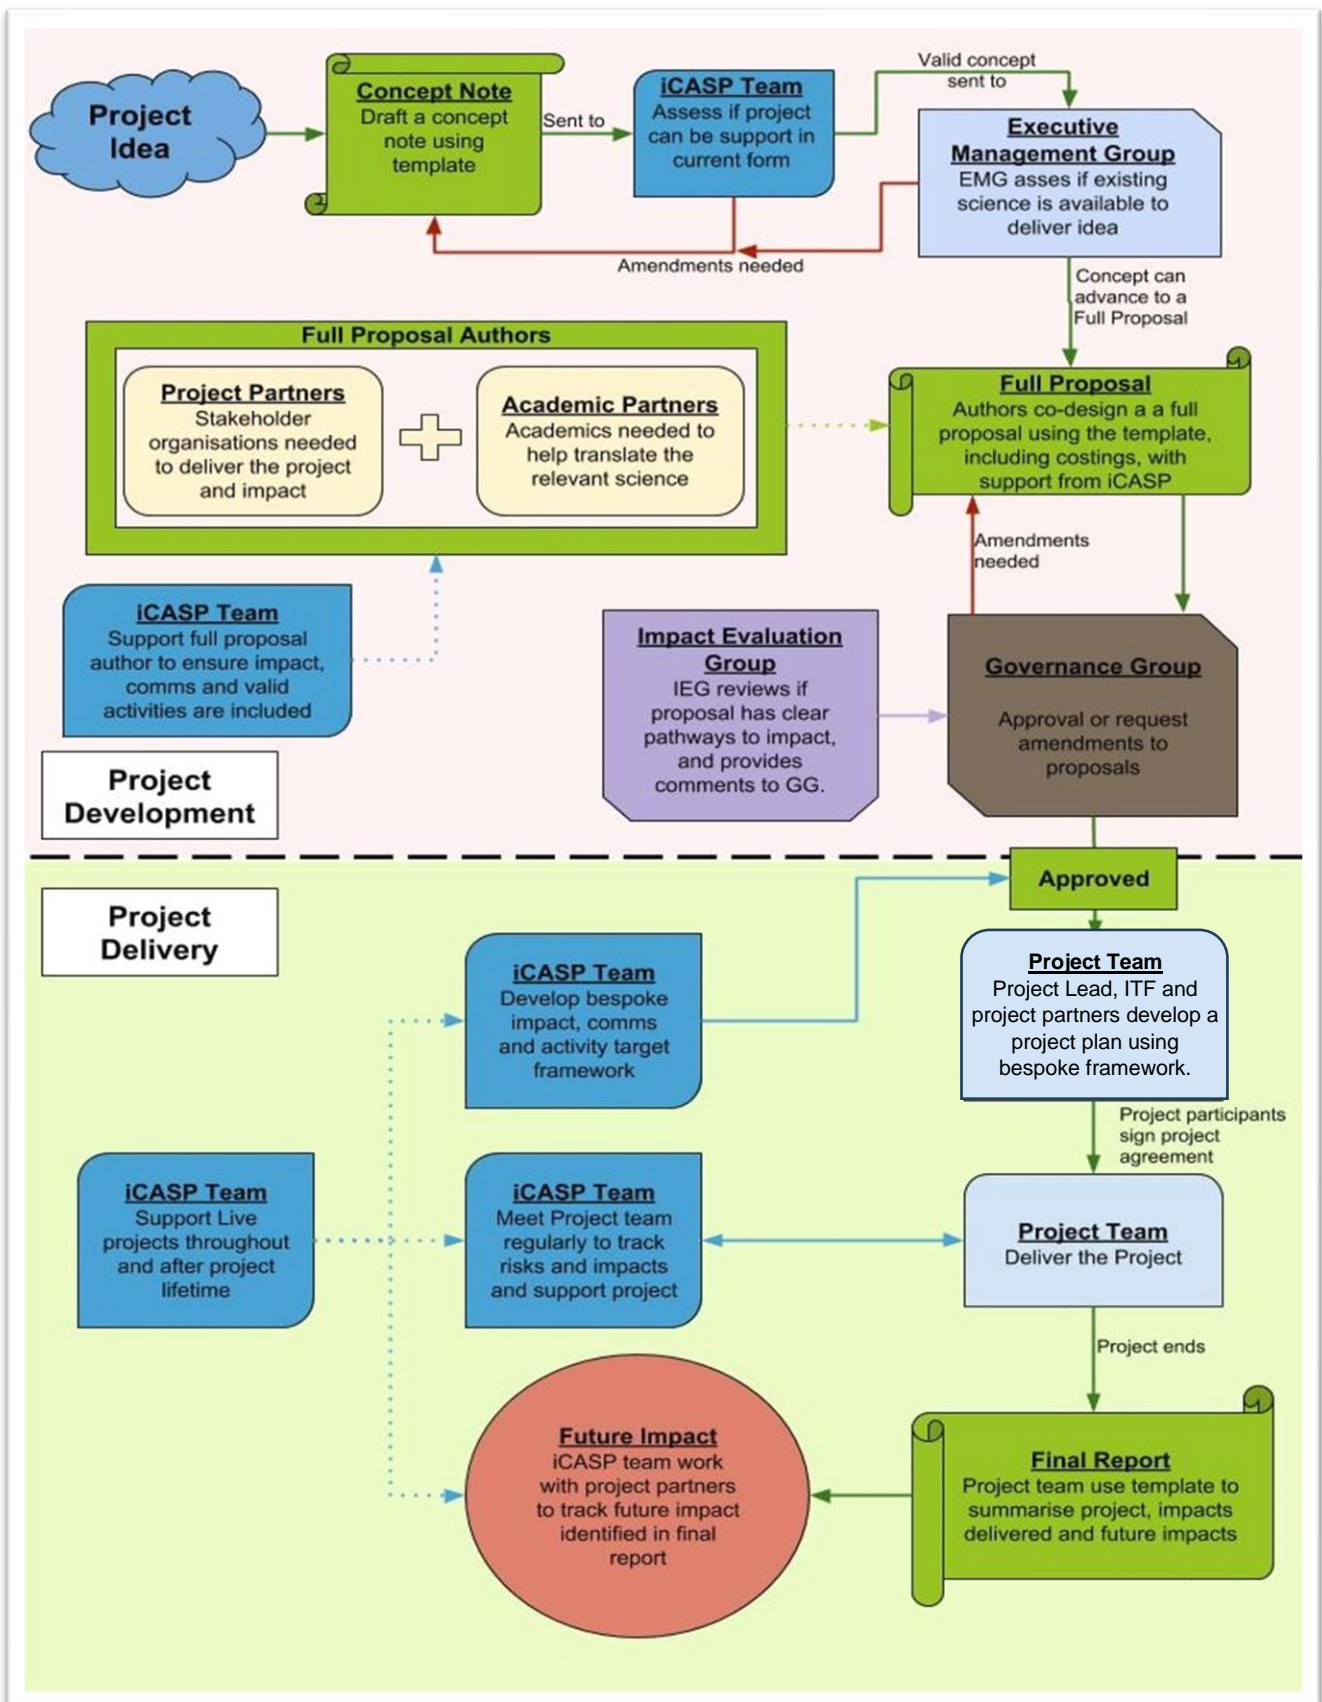 Project
Idea
Concept Note
Draft a concept
note using
template
Sent to
iCASP Team
Assess if project
can be support in
current form
Valid concept
sent to
Executive
Management Group
EMG asses if existing
science is available to
deliver idea
Amendments needed
Concept can
advance to a
Full Proposal
Full Proposal Authors
Project Partners
Stakeholder
organisations needed
to deliver the project
and impact
Academic Partners
Academics needed to
help translate the
relevant science
Full Proposal
Authors co-design a a full
proposal using the template,
including costings, with
support from iCASP
Amendments
needed
iCASP Team
Support full proposal
author to ensure impact,
comms and valid
activities are included
Impact Evaluation
Group
IEG reviews if
proposal has clear
pathways to impact,
and provides
comments to GG.
Governance Group
Approval or request
amendments to
proposals
Project
Development
Approved
Project
Delivery
iCASP Team
Develop bespoke
impact, comms
and activity target
framework
Project Team
Project Lead, ITF and
project partners develop a
project plan using
bespoke framework.
Project participants
sign project
agreement
iCASP Team
Support Live
projects throughout
and after project
lifetime
iCASP Team
Meet Project team
regularly to track
risks and impacts
and support project
Project Team
Deliver the Project
Project ends
Future Impact
iCASP team work
with project partners
to track future impact
identified in final
report
Final Report
Project team use template to
summarise project, impacts
delivered and future impacts